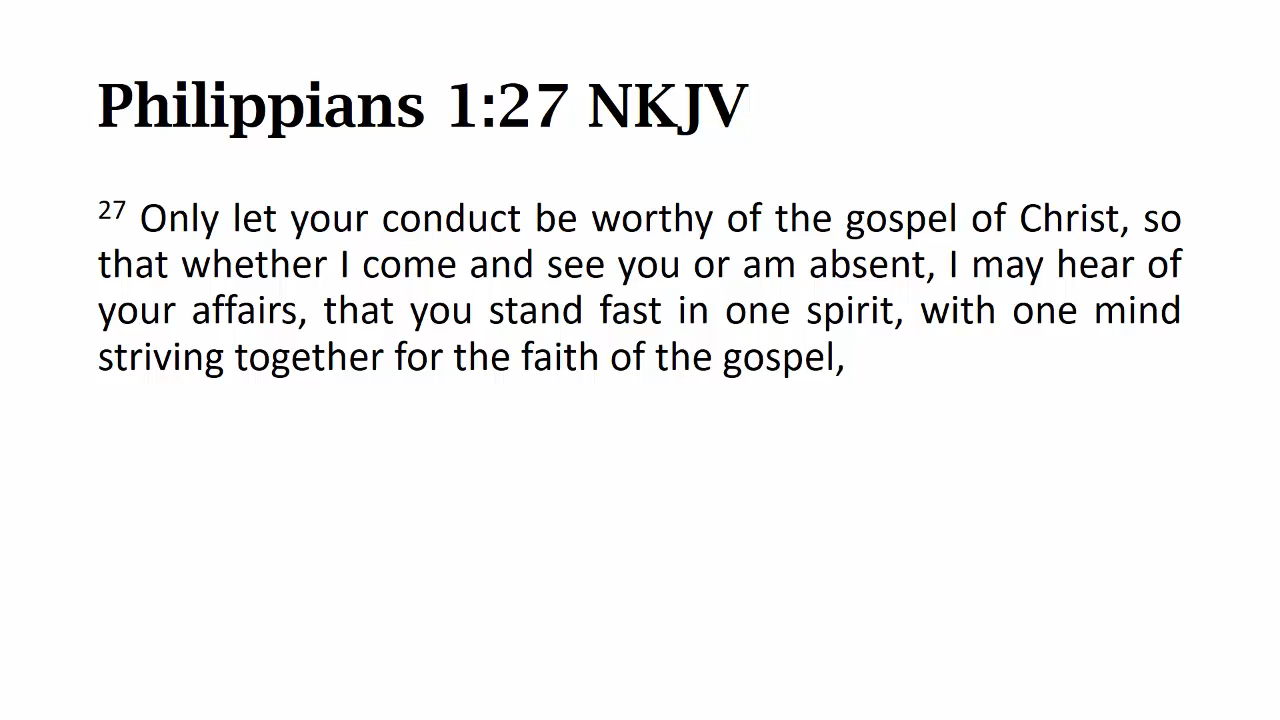 Philippians 1:27 NKJV
27 Only let your conduct be worthy of the gospel of Christ, so
that whether I come and see you or am absent, I may hear of
your affairs, that you stand fast in one spirit, with one mind
striving together for the faith of the gospel,